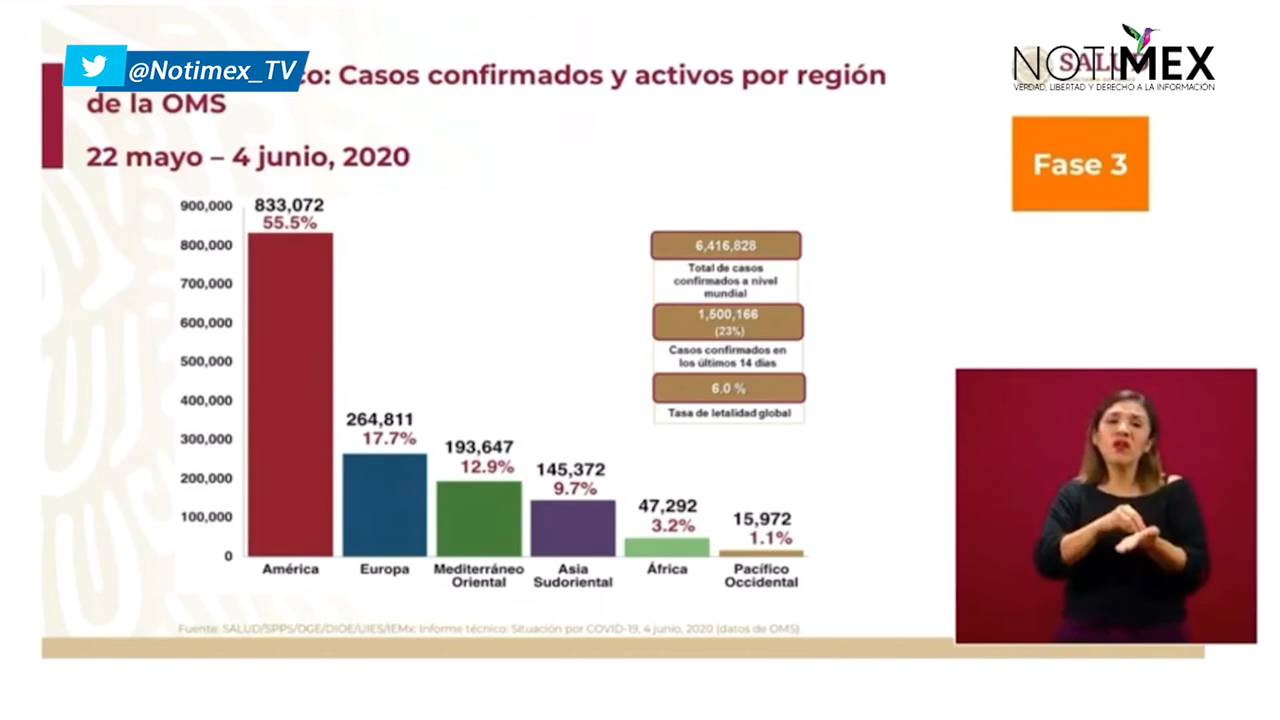 @Notimex_TV
co: Casos confirmados y activos por región
de la OMS
22 mayo – 4 junio, 2020
NOTIMEX
VERDAD, LIBERTAD Y DERECHO A LA INFORMACIÓN
SALUD
Fase 3
900,000
800,000
700,000
600,000
500,000
400,000
300,000
200,000
100,000
0
833,072
55.5%
264,811
17.7%
193,647
12.9%
145,372
9.7%
47,292
3.2%
15,972
1.1%
América
Europa
Mediterráneo
Oriental
Asia
Sudoriental
África
Pacífico
Occidental
6,416,828
Total de casos
confirmados a nivel
mundial
1,500,166
(23%)
Casos confirmados en
los últimos 14 días
6.0 %
Tasa de letalidad global
Fuente: SALUD/SPPS/DGE/DIOE/UIES/IEMx: Informe técnico: Situación por COVID-19, 4 junio, 2020 (datos de OMS).